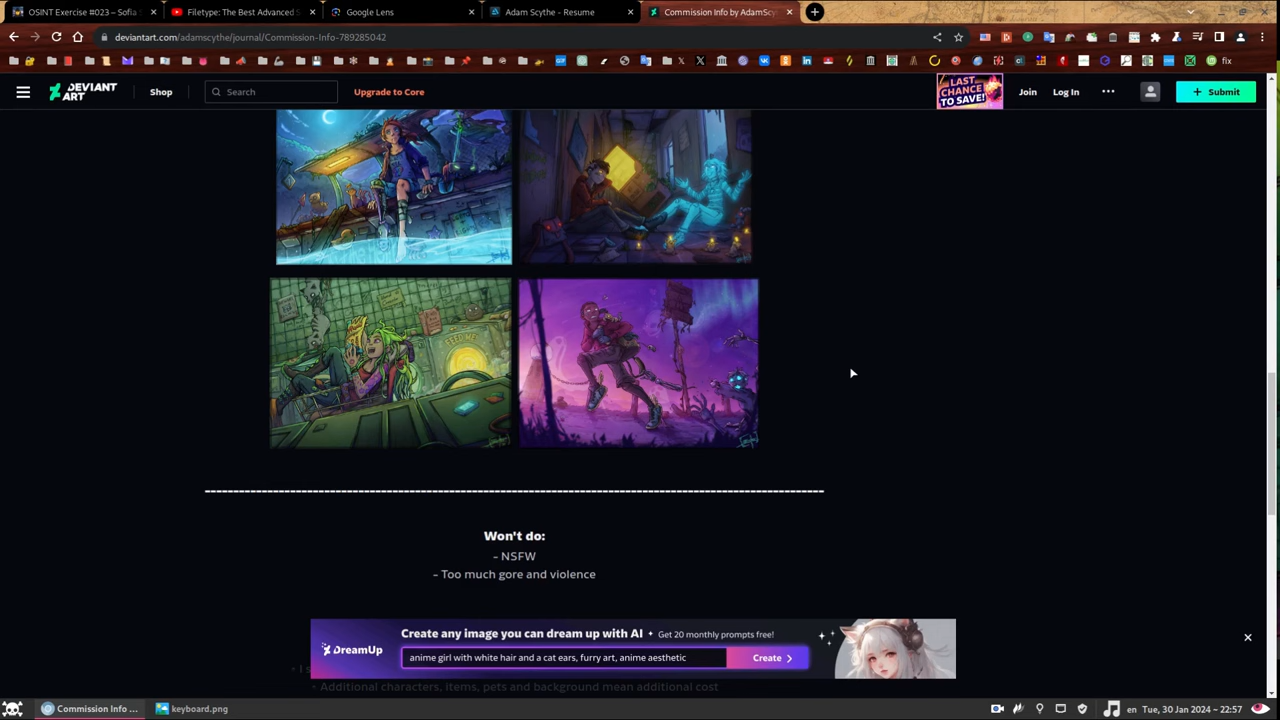 OSINT Exercise #023 – Sofia
Filetype: The Best Advanced S
Google Lens
Adam Scythe - Resume
Commission Info by AdamScy
deviantart.com/adamscythe/journal/Commission-Info-789285042
fix
DEVIANT ART
Shop
Search
Upgrade to Core
LAST CHANCE TO SAVE!
Join
Log In
Submit
FEED ME
--------------------------------------------------------------------------------
Won't do:
- NSFW
- Too much gore and violence
DreamUp
Create any image you can dream up with AI
Get 20 monthly prompts free!
anime girl with white hair and a cat ears, furry art, anime aesthetic
Create
Additional characters, items, pets and background mean additional cost
Commission Info ...
keyboard.png
en
Tue, 30 Jan 2024 ~ 22:57